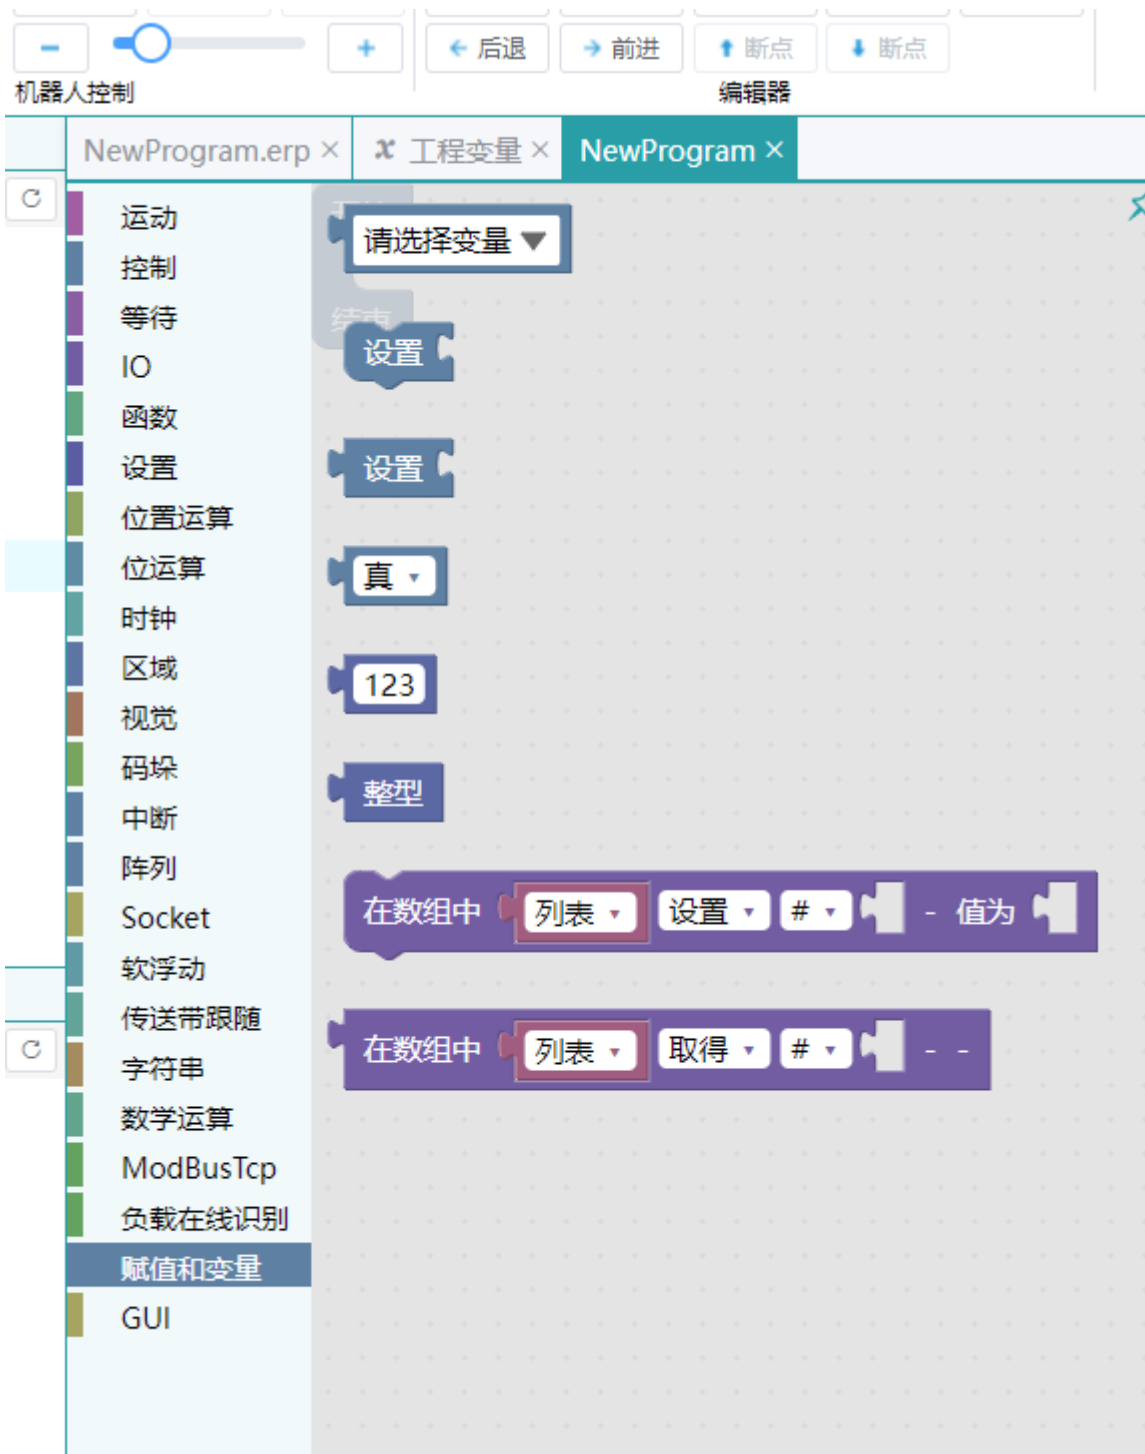 后退 前进 断点 断点
机器人控制 编辑器
NewProgram.erp × x 工程变量 × NewProgram ×
运动
控制
等待
IO
函数
设置
位置运算
位运算
时钟
区域
视觉
码垛
中断
阵列
Socket
软浮动
传送带跟随
字符串
数学运算
ModBusTcp
负载在线识别
赋值和变量
GUI
请选择变量
结束
设置
设置
真
123
整型
在数组中 列表 设置 # - 值为
在数组中 列表 取得 # - -